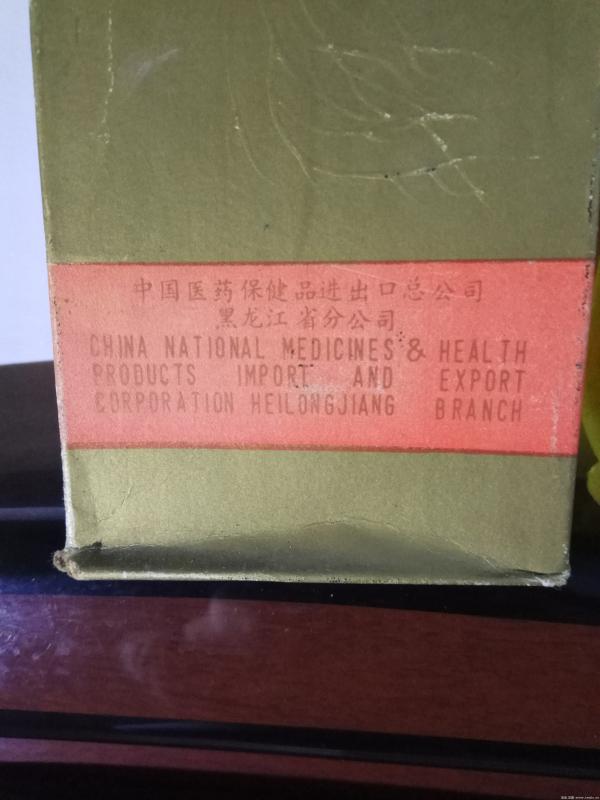 中国医药保健品进出口总公司
黑龙江省分公司
CHINA NATIONAL MEDICINES & HEALTH
PRODUCTS IMPORT AND EXPORT
CORPORATION HEILONGJIANG BRANCH